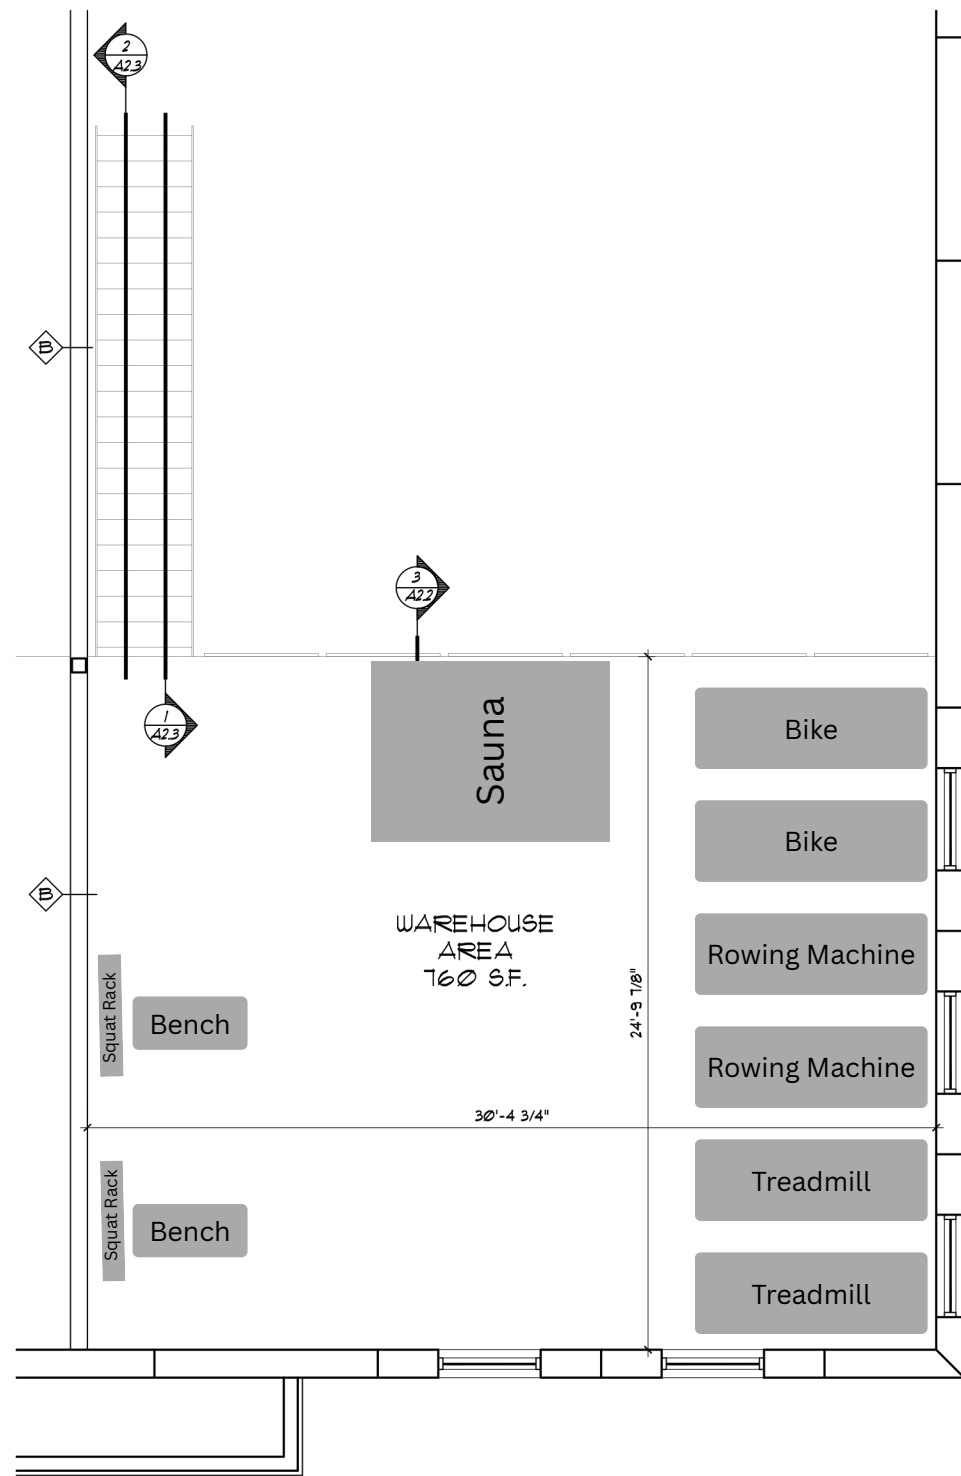 2
A2.3
B
3
A2.2
Sauna
1
A2.3
Bike
Bike
B
WAREHOUSE
AREA
760 S.F.
Rowing Machine
24'-9 7/8"
Squat Rack
Bench
Rowing Machine
30'-4 3/4"
Treadmill
Squat Rack
Bench
Treadmill